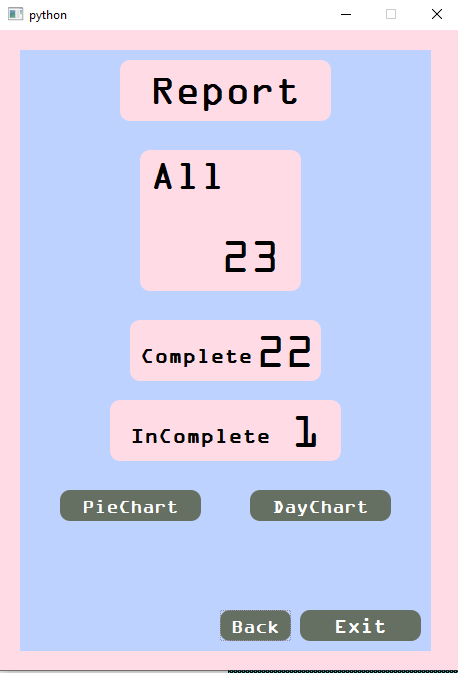 python
Report
All
23
Complete 22
InComplete 1
PieChart DayChart
Back Exit